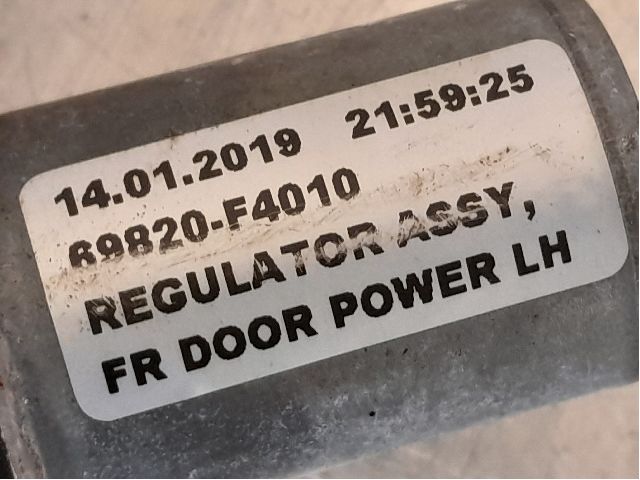 14.01.2019 21:59:25
69820-F4010
REGULATOR ASSY,
FR DOOR POWER LH